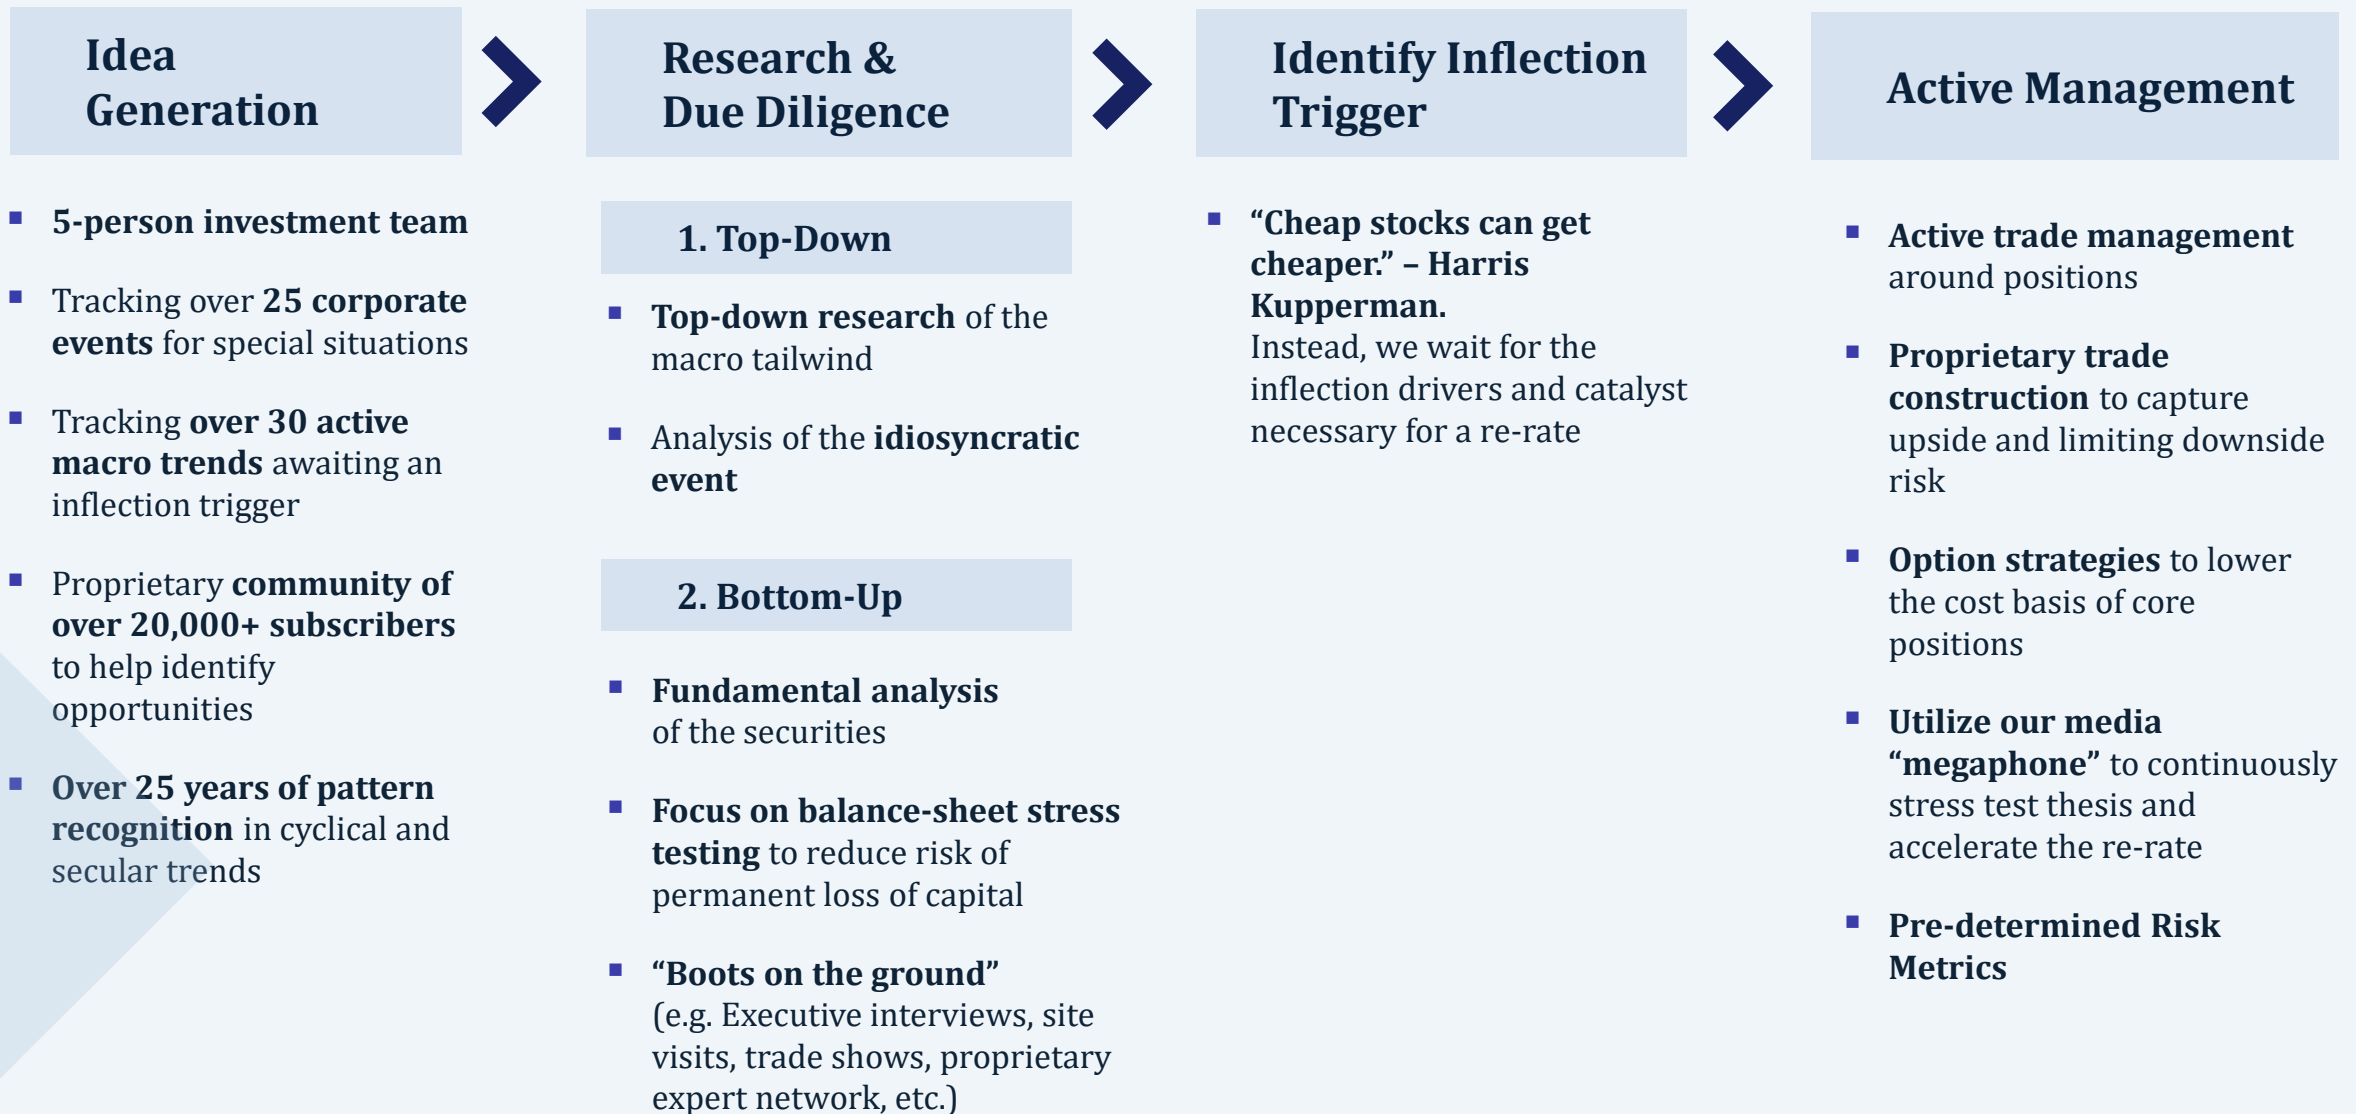 Idea
Generation
5-person investment team
Tracking over 25 corporate
events for special situations
Tracking over 30 active
macro trends awaiting an
inflection trigger
Proprietary community of
over 20,000+ subscribers
to help identify
opportunities
Over 25 years of pattern
recognition in cyclical and
secular trends
Research &
Due Diligence
1. Top-Down
Top-down research of the
macro tailwind
Analysis of the idiosyncratic
event
2. Bottom-Up
Fundamental analysis
of the securities
Focus on balance-sheet stress
testing to reduce risk of
permanent loss of capital
“Boots on the ground”
(e.g. Executive interviews, site
visits, trade shows, proprietary
expert network, etc.)
Identify Inflection
Trigger
“Cheap stocks can get
cheaper.” – Harris
Kupperman.
Instead, we wait for the
inflection drivers and catalyst
necessary for a re-rate
Active Management
Active trade management
around positions
Proprietary trade
construction to capture
upside and limiting downside
risk
Option strategies to lower
the cost basis of core
positions
Utilize our media
“megaphone” to continuously
stress test thesis and
accelerate the re-rate
Pre-determined Risk
Metrics